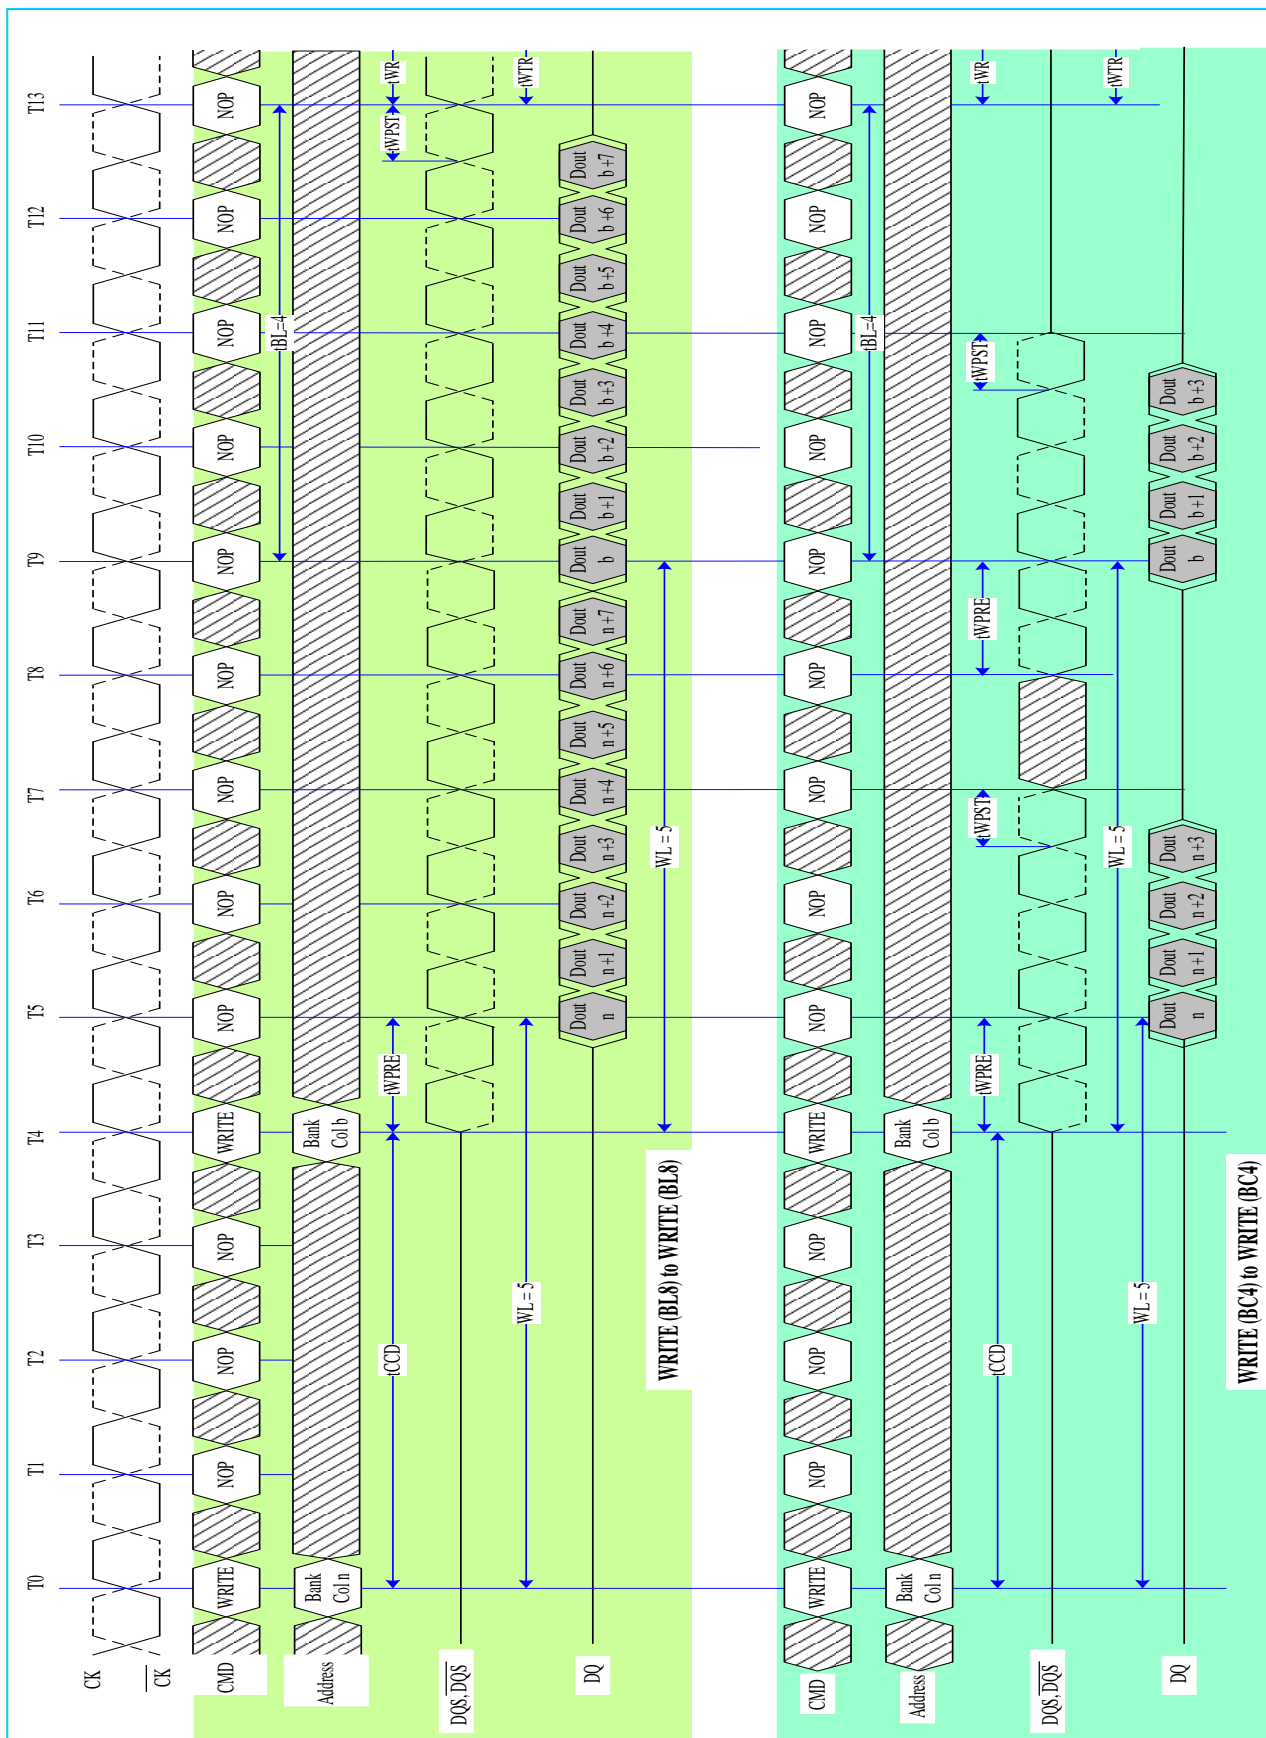 T0 T1 T2 T3 T4 T5 T6 T7 T8 T9 T10 T11 T12 T13
CK
CK
CMD WRITE NOP NOP NOP WRITE NOP NOP NOP NOP NOP NOP NOP NOP NOP
tBL=4
Address Bank Col n Bank Col b
tCCD tWPRE tWPST tWR
DQS, DQS
WL = 5 tWTR
DQ Dout n Dout n+1 Dout n+2 Dout n+3 Dout n+4 Dout n+5 Dout n+6 Dout n+7 Dout b Dout b+1 Dout b+2 Dout b+3 Dout b+4 Dout b+5 Dout b+6 Dout b+7
WL = 5
WRITE (BL8) to WRITE (BL8)
CMD WRITE NOP NOP NOP WRITE NOP NOP NOP NOP NOP NOP NOP NOP NOP
tBL=4
Address Bank Col n Bank Col b
tCCD tWPRE tWPST tWPRE tWPST tWR
DQS, DQS
WL = 5 tWTR
WL = 5
DQ Dout n Dout n+1 Dout n+2 Dout n+3 Dout b Dout b+1 Dout b+2 Dout b+3
WRITE (BC4) to WRITE (BC4)